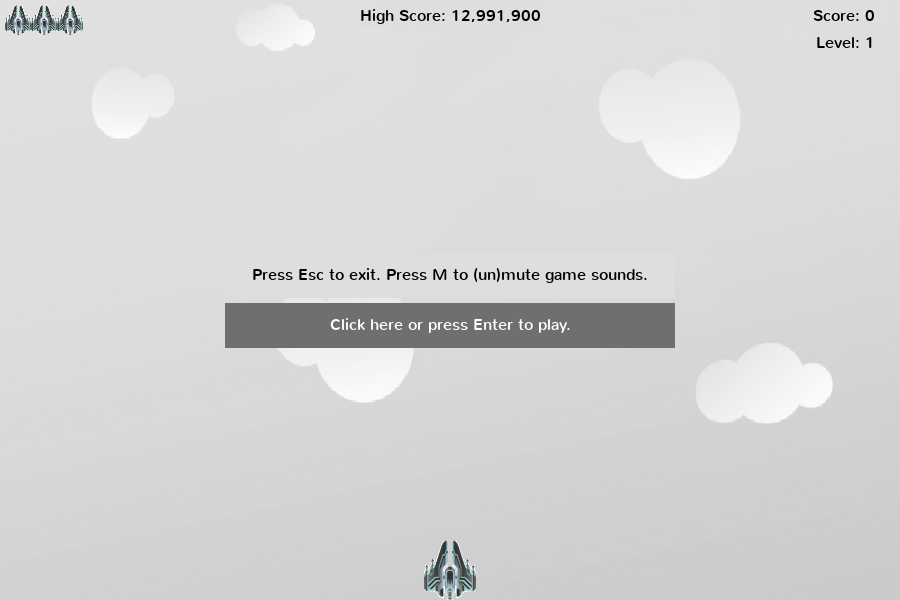 High Score: 12,991,900
Score: 0
Level: 1
Press Esc to exit. Press M to (un)mute game sounds.
Click here or press Enter to play.